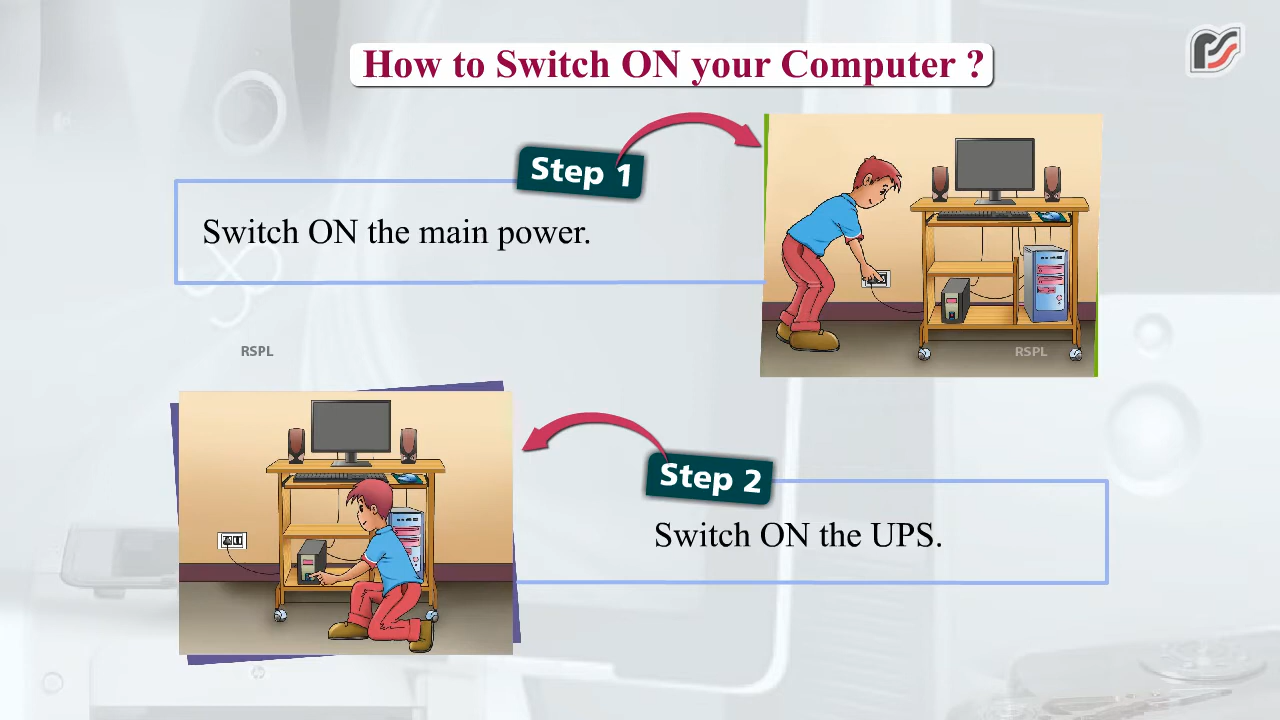 How to Switch ON your Computer ?
Step 1
Switch ON the main power.
RSPL
RSPL
Step 2
Switch ON the UPS.